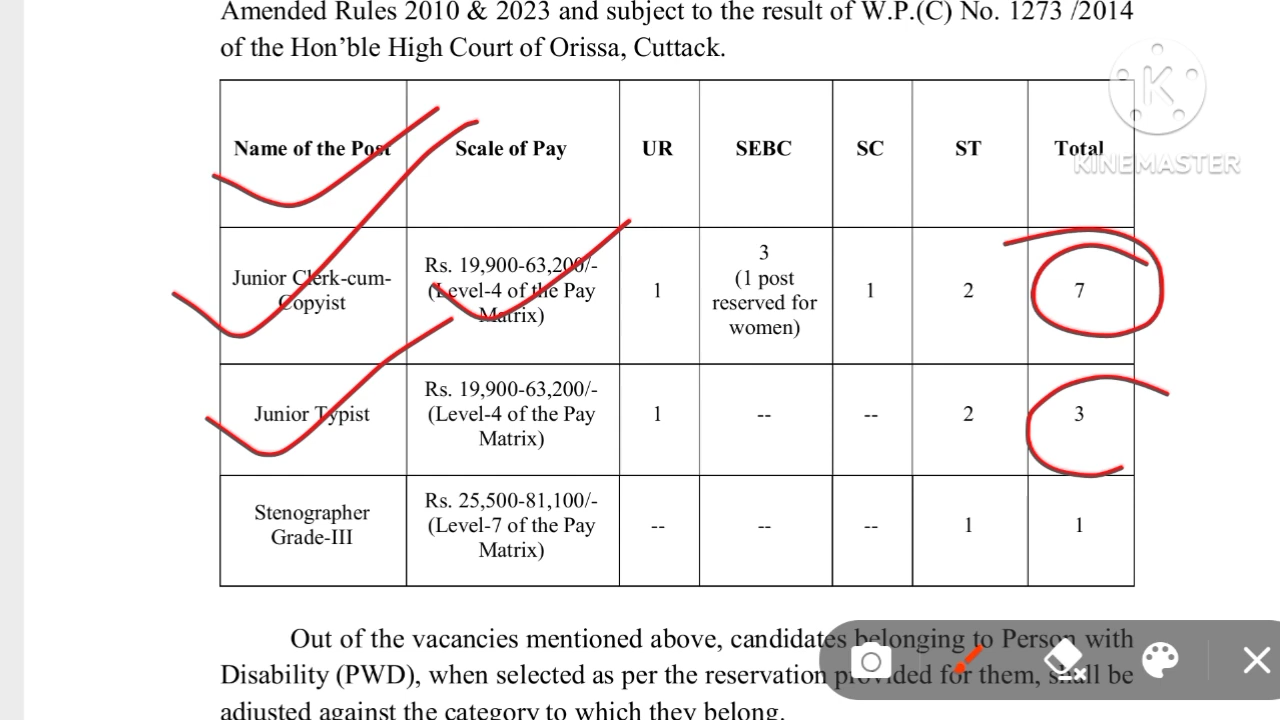 Amended Rules 2010 & 2023 and subject to the result of W.P.(C) No. 1273 /2014
of the Hon’ble High Court of Orissa, Cuttack.
Name of the Post Scale of Pay UR SEBC SC ST Total
KINEMASTER
Junior Clerk-cum-
Copyist
Rs. 19,900-63,200/-
(Level-4 of the Pay
Matrix)
1
3
(1 post
reserved for
women)
1
2
7
Junior Typist
Rs. 19,900-63,200/-
(Level-4 of the Pay
Matrix)
1
--
--
2
3
Stenographer
Grade-III
Rs. 25,500-81,100/-
(Level-7 of the Pay
Matrix)
--
--
--
1
1
Out of the vacancies mentioned above, candidates belonging to Person with
Disability (PWD), when selected as per the reservation provided for them, shall be
adjusted against the category to which they belong.